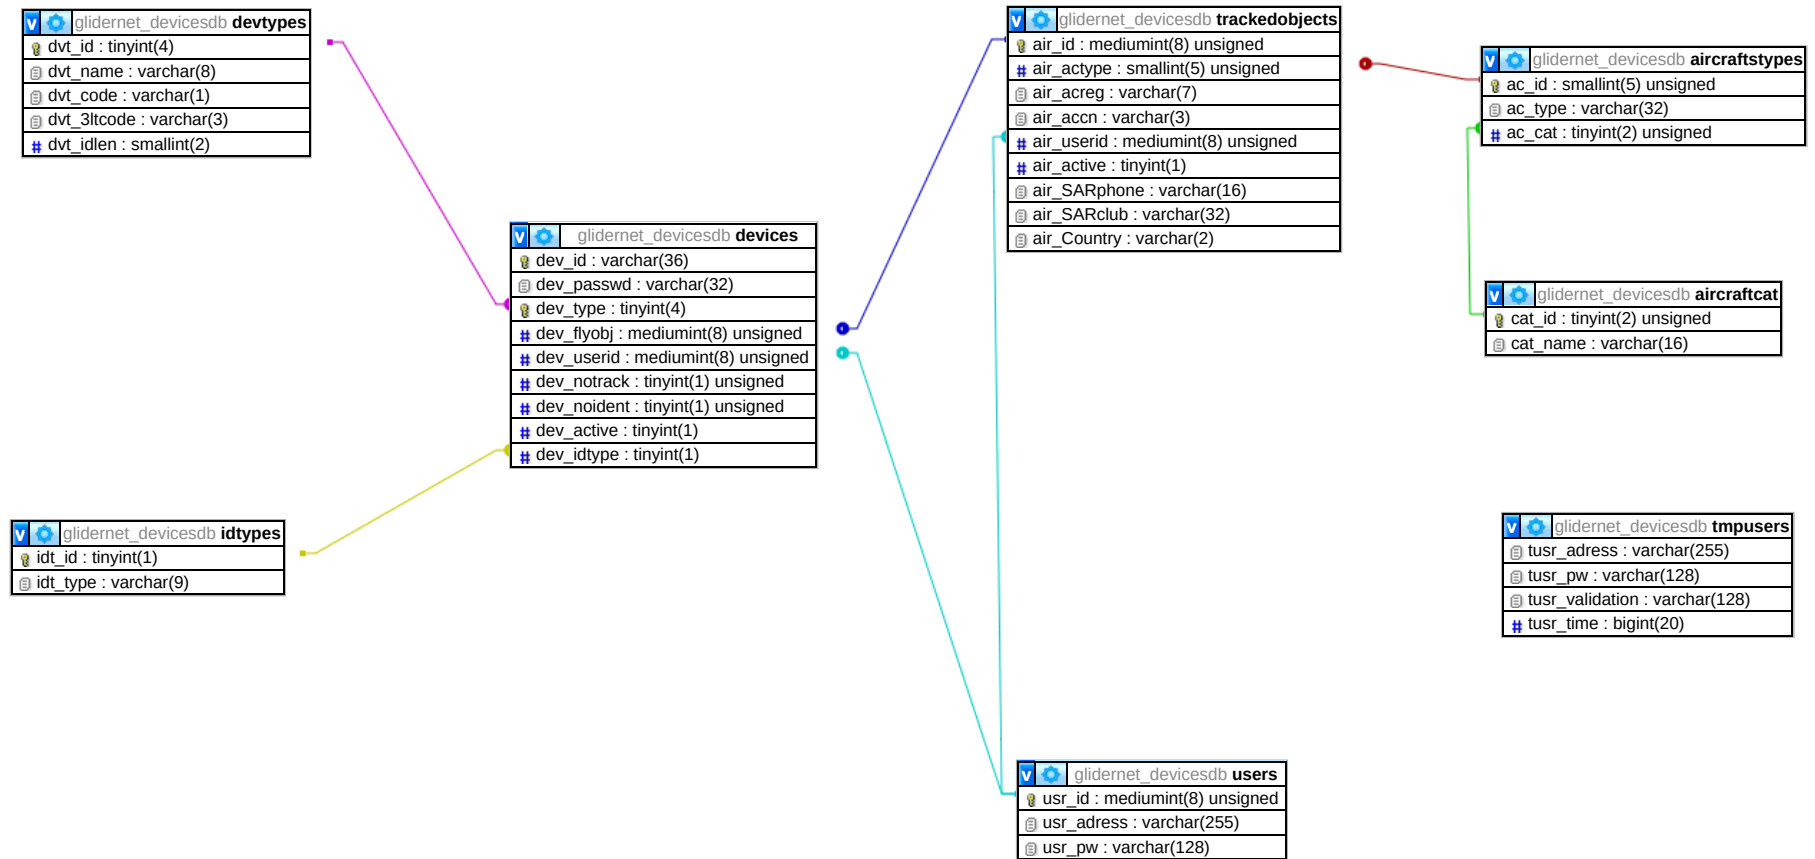 v glidernet_devicesdb devtypes
dvt_id : tinyint(4)
dvt_name : varchar(8)
dvt_code : varchar(1)
dvt_3ltcode : varchar(3)
# dvt_idlen : smallint(2)
v glidernet_devicesdb devices
dev_id : varchar(36)
dev_passwd : varchar(32)
dev_type : tinyint(4)
# dev_flyobj : mediumint(8) unsigned
# dev_userid : mediumint(8) unsigned
# dev_notrack : tinyint(1) unsigned
# dev_noident : tinyint(1) unsigned
# dev_active : tinyint(1)
# dev_idtype : tinyint(1)
v glidernet_devicesdb idtypes
idt_id : tinyint(1)
idt_type : varchar(9)
v glidernet_devicesdb trackedobjects
air_id : mediumint(8) unsigned
# air_actype : smallint(5) unsigned
air_acreg : varchar(7)
air_accn : varchar(3)
# air_userid : mediumint(8) unsigned
# air_active : tinyint(1)
air_SARphone : varchar(16)
air_SARclub : varchar(32)
air_Country : varchar(2)
v glidernet_devicesdb aircraftstypes
ac_id : smallint(5) unsigned
ac_type : varchar(32)
# ac_cat : tinyint(2) unsigned
v glidernet_devicesdb aircraftcat
cat_id : tinyint(2) unsigned
cat_name : varchar(16)
v glidernet_devicesdb tmpusers
tusr_adress : varchar(255)
tusr_pw : varchar(128)
tusr_validation : varchar(128)
# tusr_time : bigint(20)
v glidernet_devicesdb users
usr_id : mediumint(8) unsigned
usr_adress : varchar(255)
usr_pw : varchar(128)